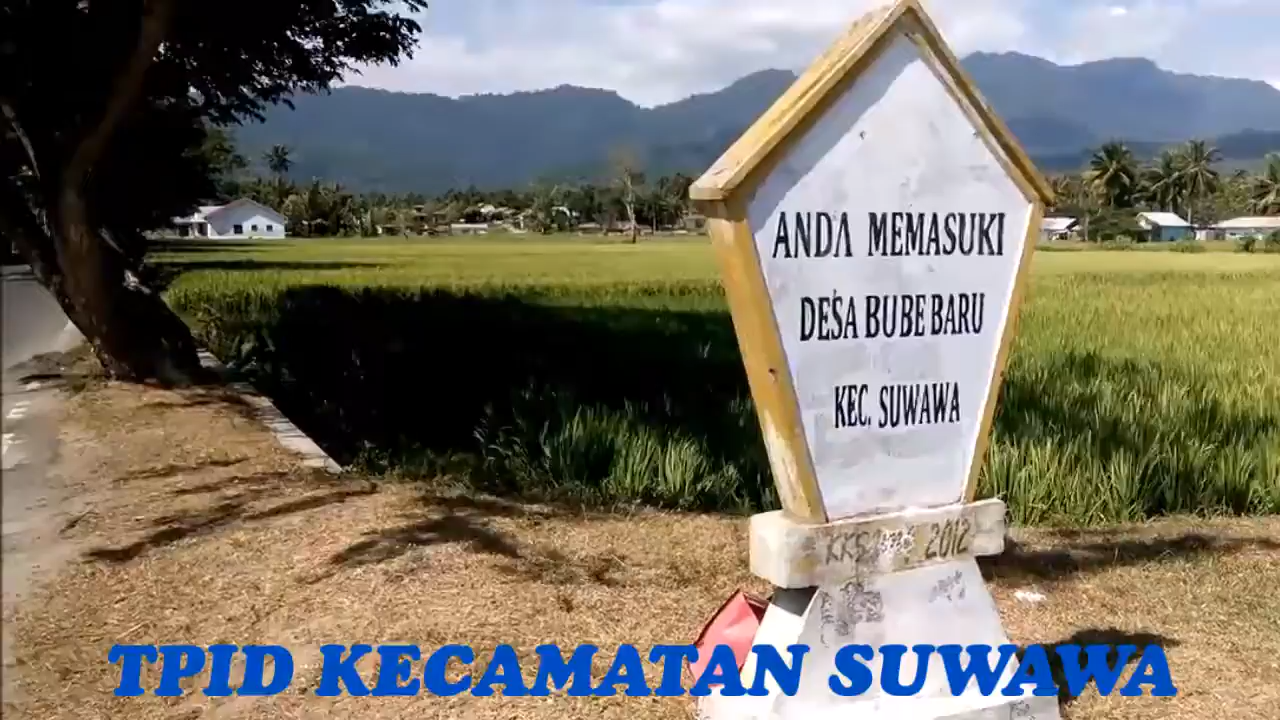 ANDA MEMASUKI
DESA BUBE BARU
KEC. SUWAWA
2012
TPID KECAMATAN SUWAWA